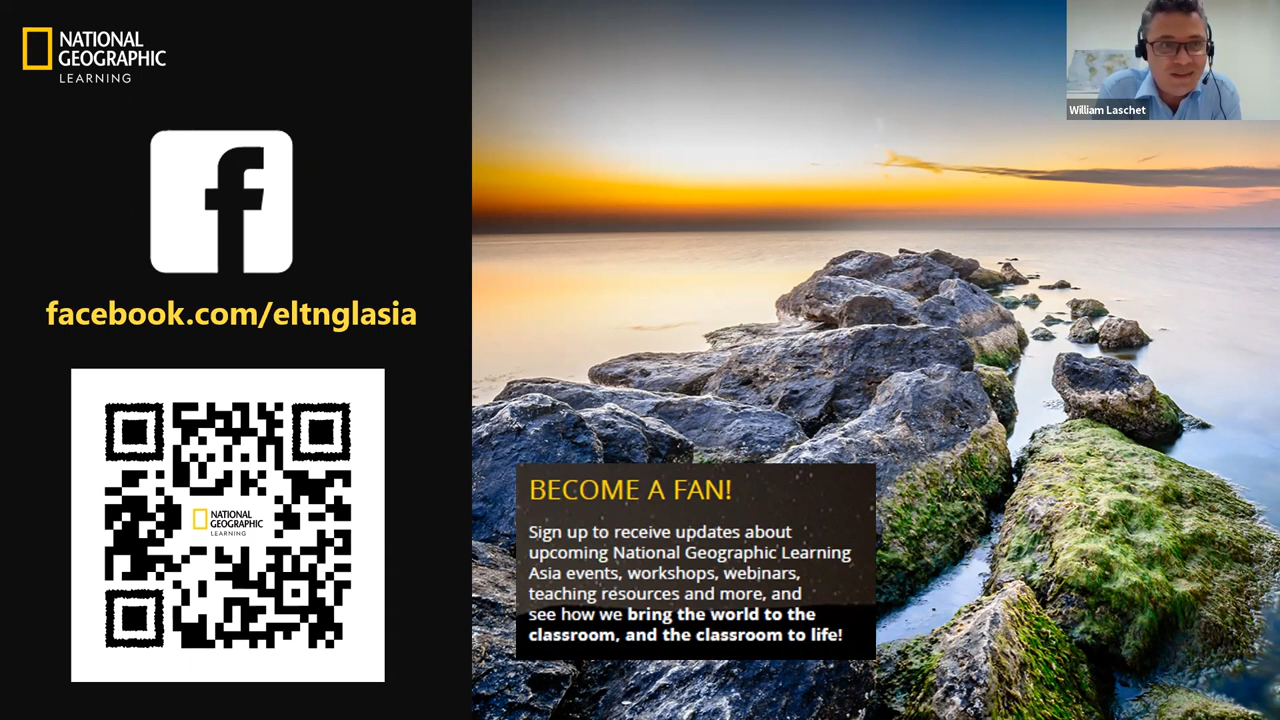 NATIONAL
GEOGRAPHIC
LEARNING
William Laschet
facebook.com/eltnglasia
NATIONAL
GEOGRAPHIC
LEARNING
BECOME A FAN!
Sign up to receive updates about
upcoming National Geographic Learning
Asia events, workshops, webinars,
teaching resources and more, and
see how we bring the world to the
classroom, and the classroom to life!